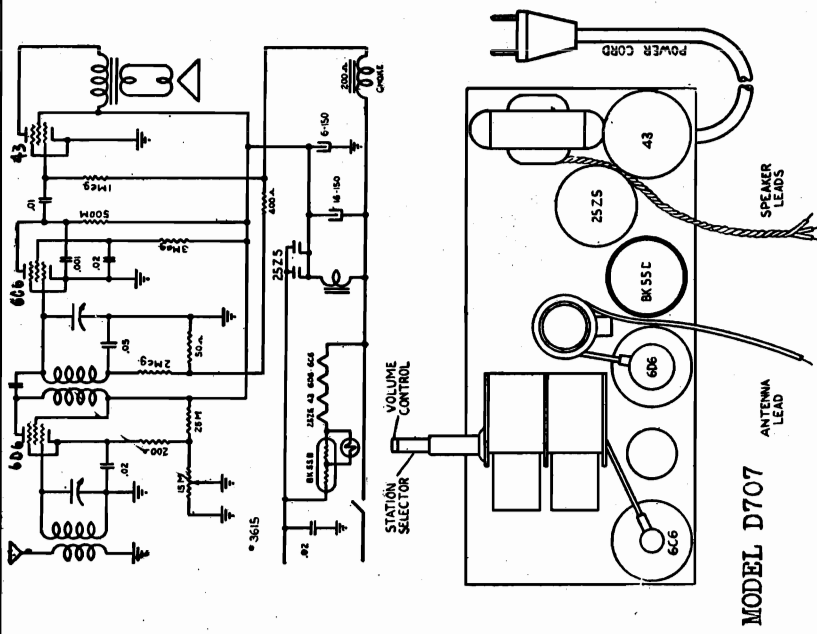 43
6C6
6D6
.01
1Meg
500M
.001
.02
3Meg
.05
2Meg.
50Ω
.02
200
25M
15M
400Ω
200Ω
CHOKE
6-150
16-150
25Z5
25Z5 43 6D6-6C6
BK55B
.02
•3615
STATION
SELECTOR
VOLUME
CONTROL
POWER CORD
43
25Z5
BK55C
6D6
6C6
SPEAKER
LEADS
ANTENNA
LEAD
MODEL D707